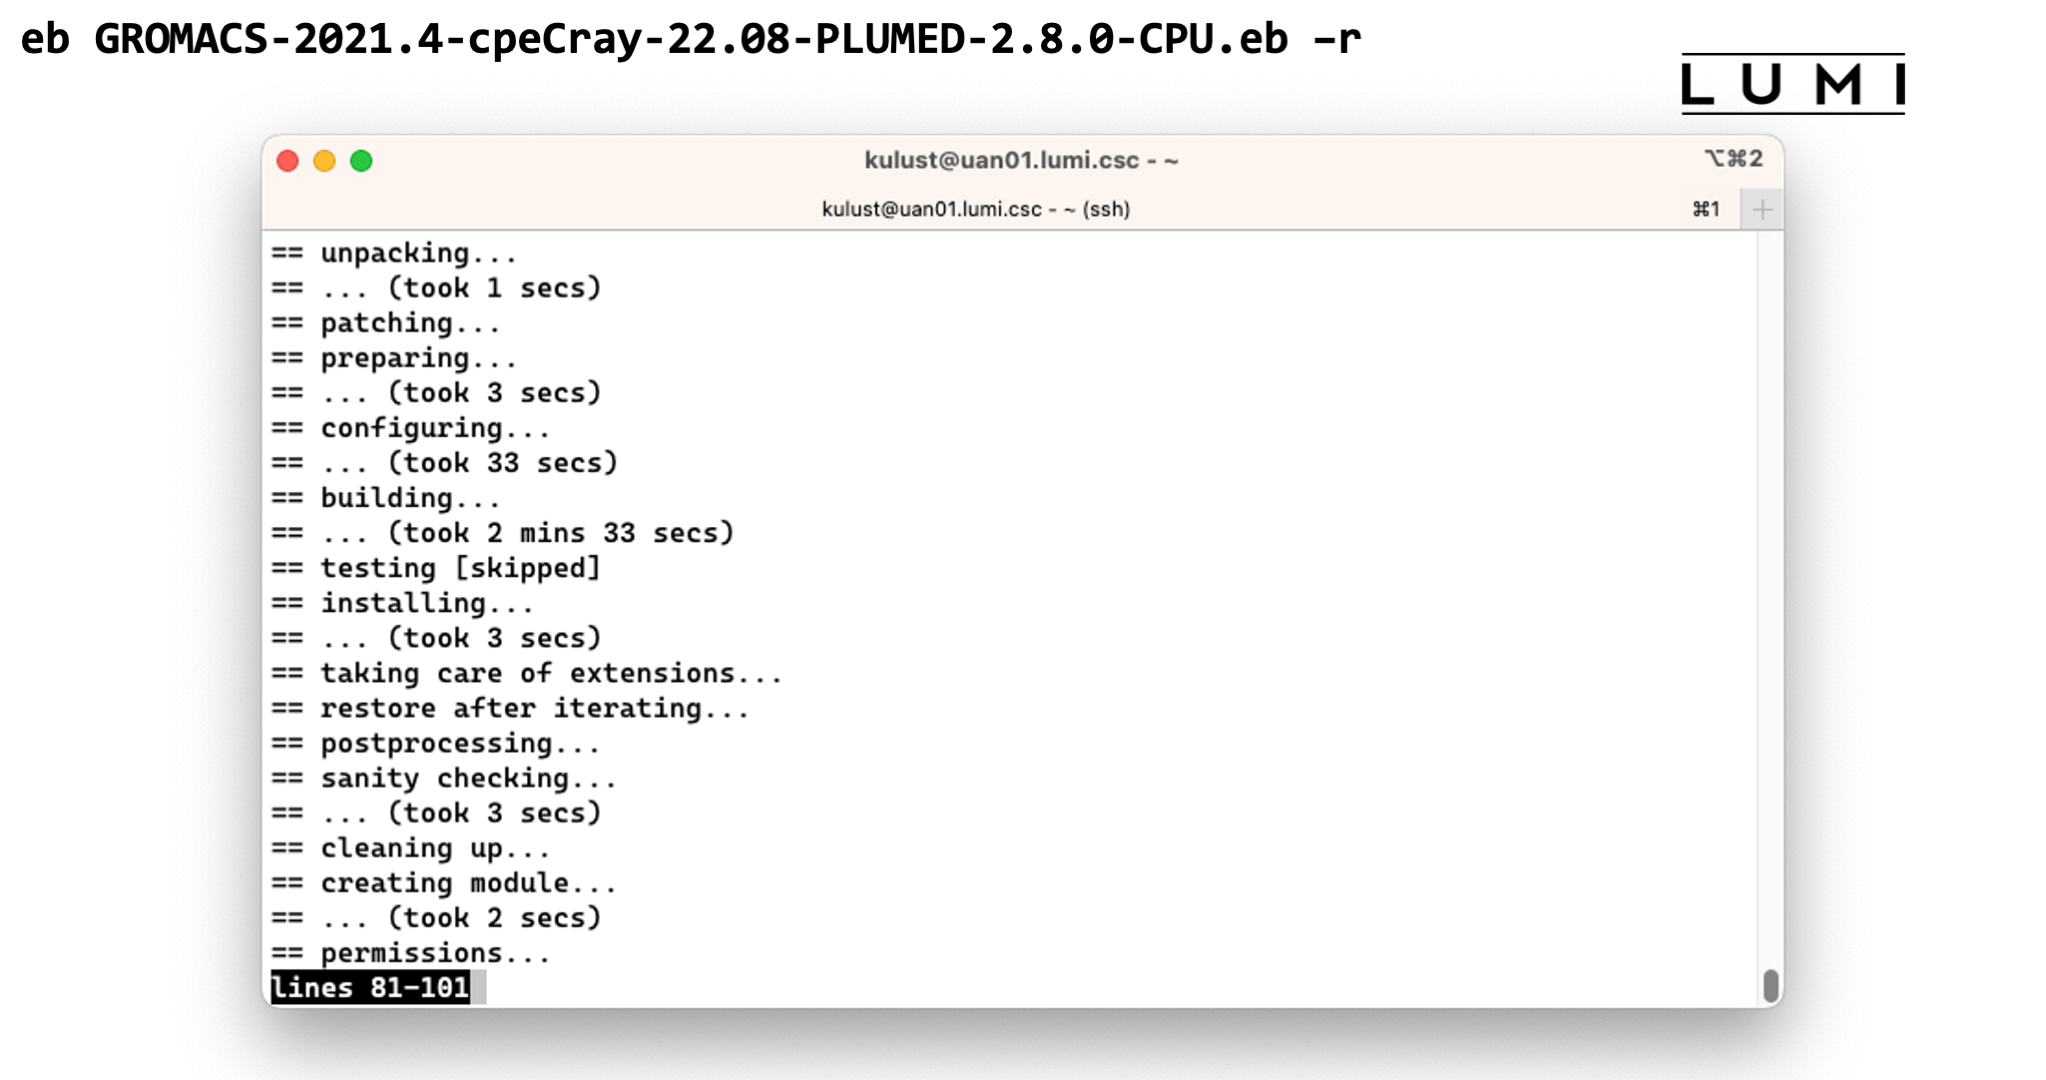 eb GROMACS-2021.4-cpeCray-22.08-PLUMED-2.8.0-CPU.eb –r
LUMI
kulust@uan01.lumi.csc - ~
⌥⌘2
kulust@uan01.lumi.csc - ~ (ssh)
⌘1
+
== unpacking...
== ... (took 1 secs)
== patching...
== preparing...
== ... (took 3 secs)
== configuring...
== ... (took 33 secs)
== building...
== ... (took 2 mins 33 secs)
== testing [skipped]
== installing...
== ... (took 3 secs)
== taking care of extensions...
== restore after iterating...
== postprocessing...
== sanity checking...
== ... (took 3 secs)
== cleaning up...
== creating module...
== ... (took 2 secs)
== permissions...
lines 81-101